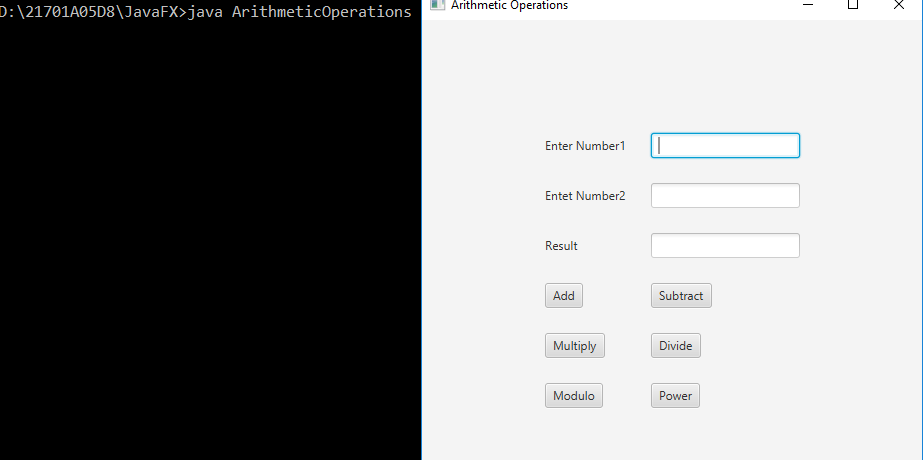 D:\21701A05D8\JavaFX>java ArithmeticOperations
Arithmetic Operations
Enter Number1
Entet Number2
Result
Add Subtract
Multiply Divide
Modulo Power